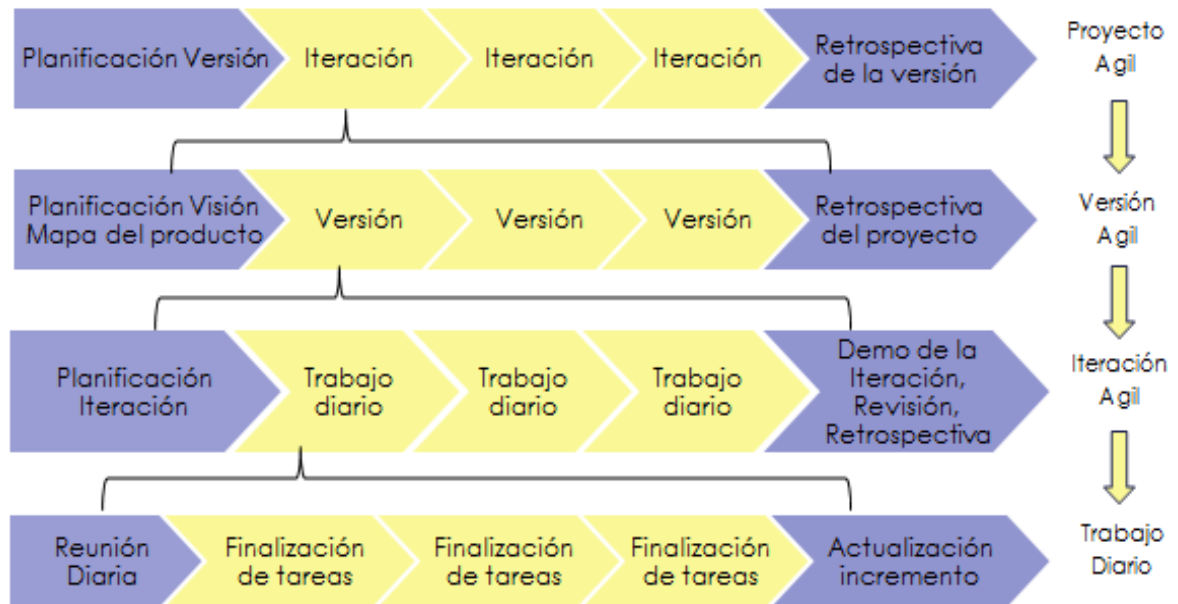 Planificación Versión
Iteración
Iteración
Iteración
Retrospectiva
de la versión
Proyecto
Agil
Planificación Visión
Mapa del producto
Versión
Versión
Versión
Retrospectiva
del proyecto
Versión
Agil
Planificación
Iteración
Trabajo
diario
Trabajo
diario
Trabajo
diario
Demo de la
Iteración,
Revisión,
Retrospectiva
Iteración
Agil
Reunión
Diaria
Finalización
de tareas
Finalización
de tareas
Finalización
de tareas
Actualización
incremento
Trabajo
Diario